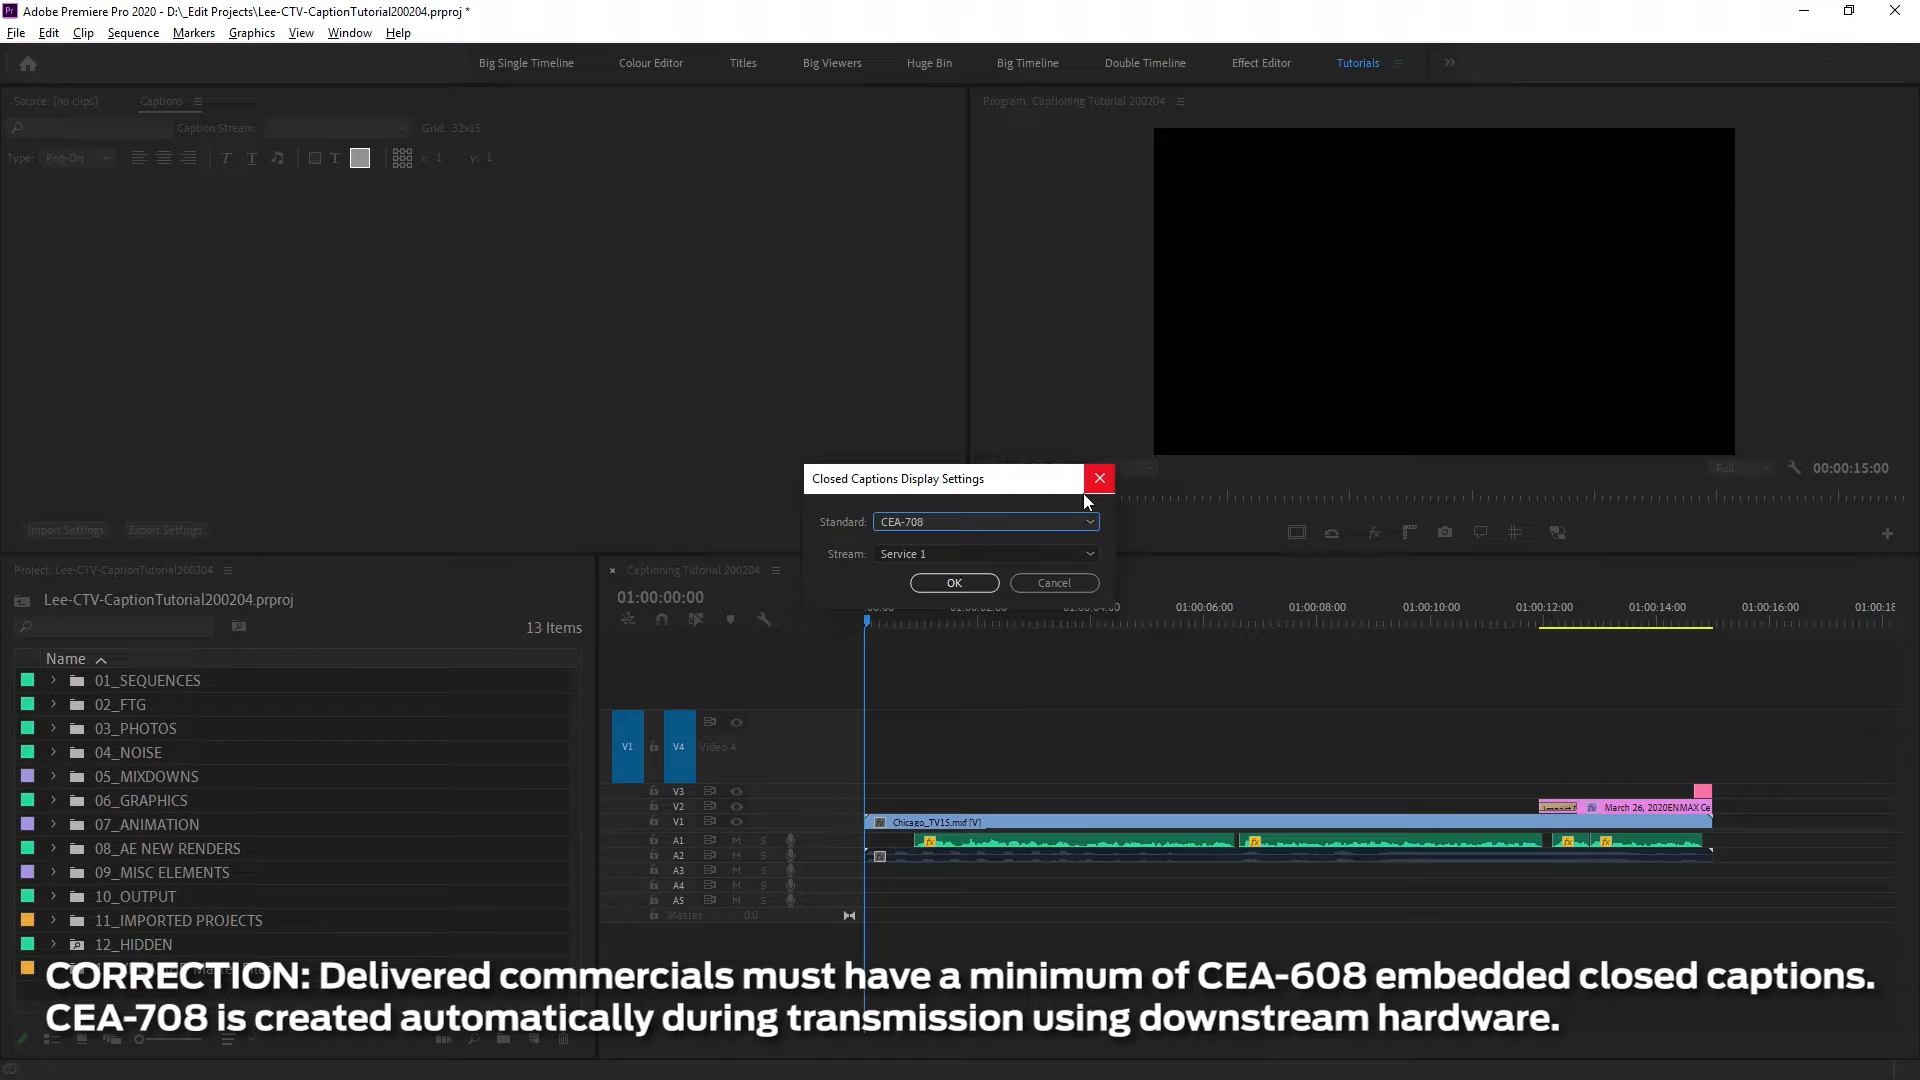 Adobe Premiere Pro 2020 - D:\_Edit Projects\Lee-CTV-CaptionTutorial200204.prproj *
File Edit Clip Sequence Markers Graphics View Window Help
Big Single Timeline Colour Editor Titles Big Viewers Huge Bin Big Timeline Double Timeline Effect Editor Tutorials
Source: (no clips) Captions
Program: Captioning Tutorial 200204
Caption Stream: Grid: 32x15
Type: Pop-On x: 1 y: 1
Full 00:00:15:00
Closed Captions Display Settings
Standard: CEA-708
Stream: Service 1
OK Cancel
Import Settings Export Settings
Project: Lee-CTV-CaptionTutorial200204
Lee-CTV-CaptionTutorial200204.prproj
13 Items
Name
01_SEQUENCES
02_FTG
03_PHOTOS
04_NOISE
05_MIXDOWNS
06_GRAPHICS
07_ANIMATION
08_AE NEW RENDERS
09_MISC ELEMENTS
10_OUTPUT
11_IMPORTED PROJECTS
12_HIDDEN
Captioning Tutorial 200204
01:00:00:00
01:00:06:00 01:00:08:00 01:00:10:00 01:00:12:00 01:00:14:00 01:00:16:00 01:00:18
V1 V4 Video 4
V3
V2 March 26, 2020ENMAX Ce
V1 Chicago_TV15.mxf [V]
A1 M S
A2 M S
A3 M S
A4 M S
A5 M S
Master 0.0
CORRECTION: Delivered commercials must have a minimum of CEA-608 embedded closed captions.
CEA-708 is created automatically during transmission using downstream hardware.